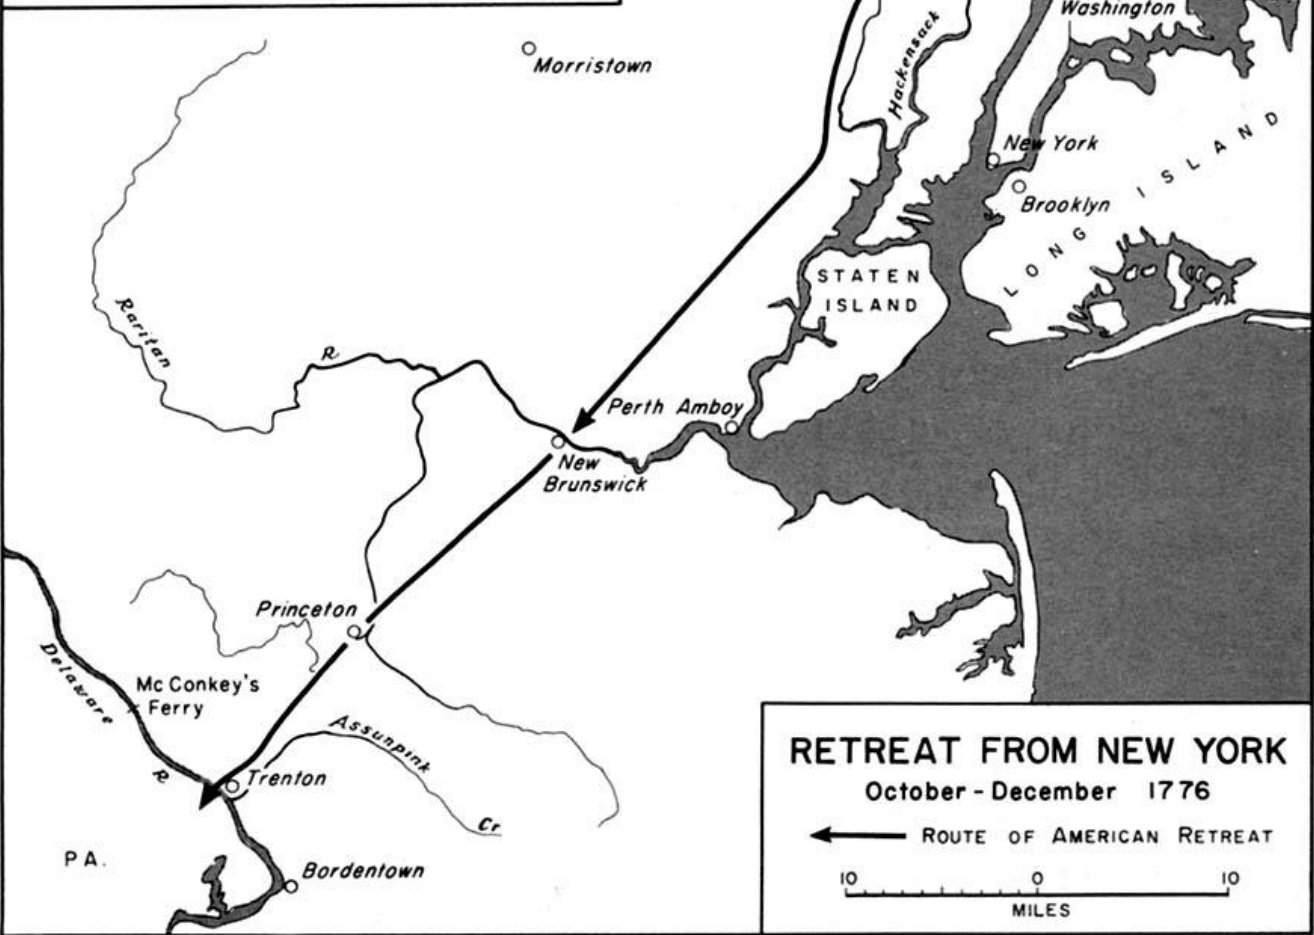 Washington
Hackensack
Morristown
New York
Brooklyn
LONG ISLAND
STATEN
ISLAND
Raritan
R
Perth Amboy
New
Brunswick
Princeton
Delaware
R
Mc Conkey's
Ferry
Assunpink
Cr
Trenton
PA.
Bordentown
RETREAT FROM NEW YORK
October - December 1776
ROUTE OF AMERICAN RETREAT
10 0 10
MILES